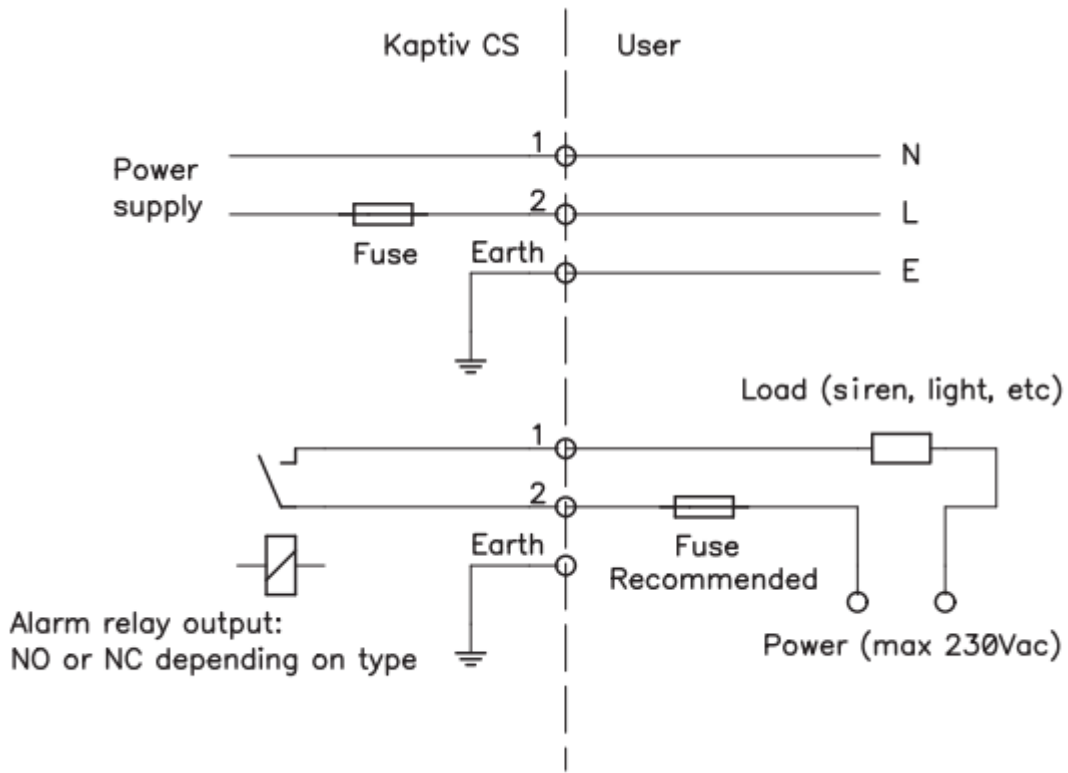 Kaptiv CS
User
1
N
Power
supply
2
L
Fuse
Earth
E
Load (siren, light, etc)
1
2
Earth
Fuse
Recommended
Alarm relay output:
NO or NC depending on type
Power (max 230Vac)